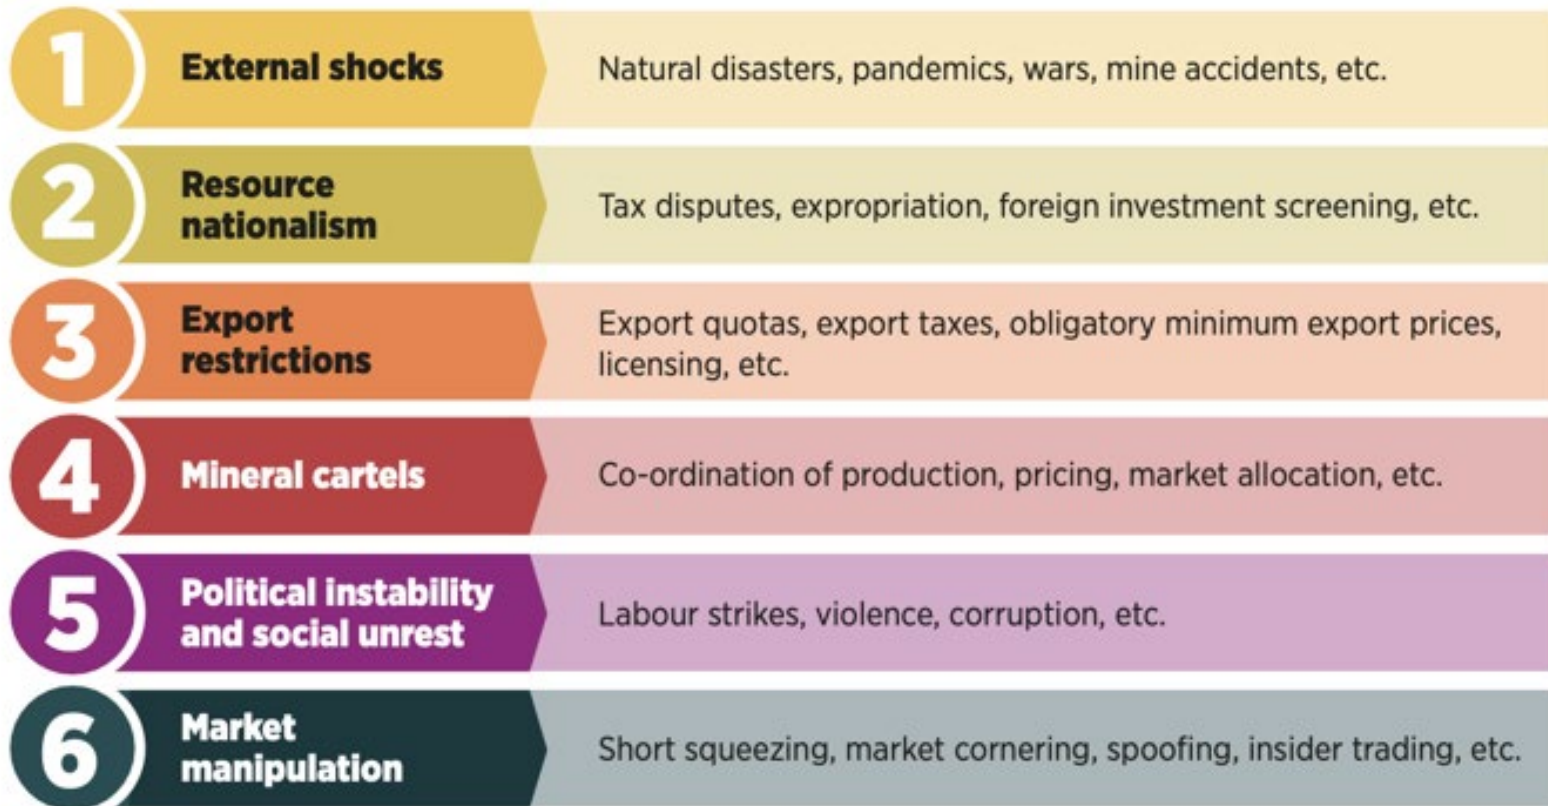 1
External shocks
Natural disasters, pandemics, wars, mine accidents, etc.
2
Resource
nationalism
Tax disputes, expropriation, foreign investment screening, etc.
3
Export
restrictions
Export quotas, export taxes, obligatory minimum export prices,
licensing, etc.
4
Mineral cartels
Co-ordination of production, pricing, market allocation, etc.
5
Political instability
and social unrest
Labour strikes, violence, corruption, etc.
6
Market
manipulation
Short squeezing, market cornering, spoofing, insider trading, etc.